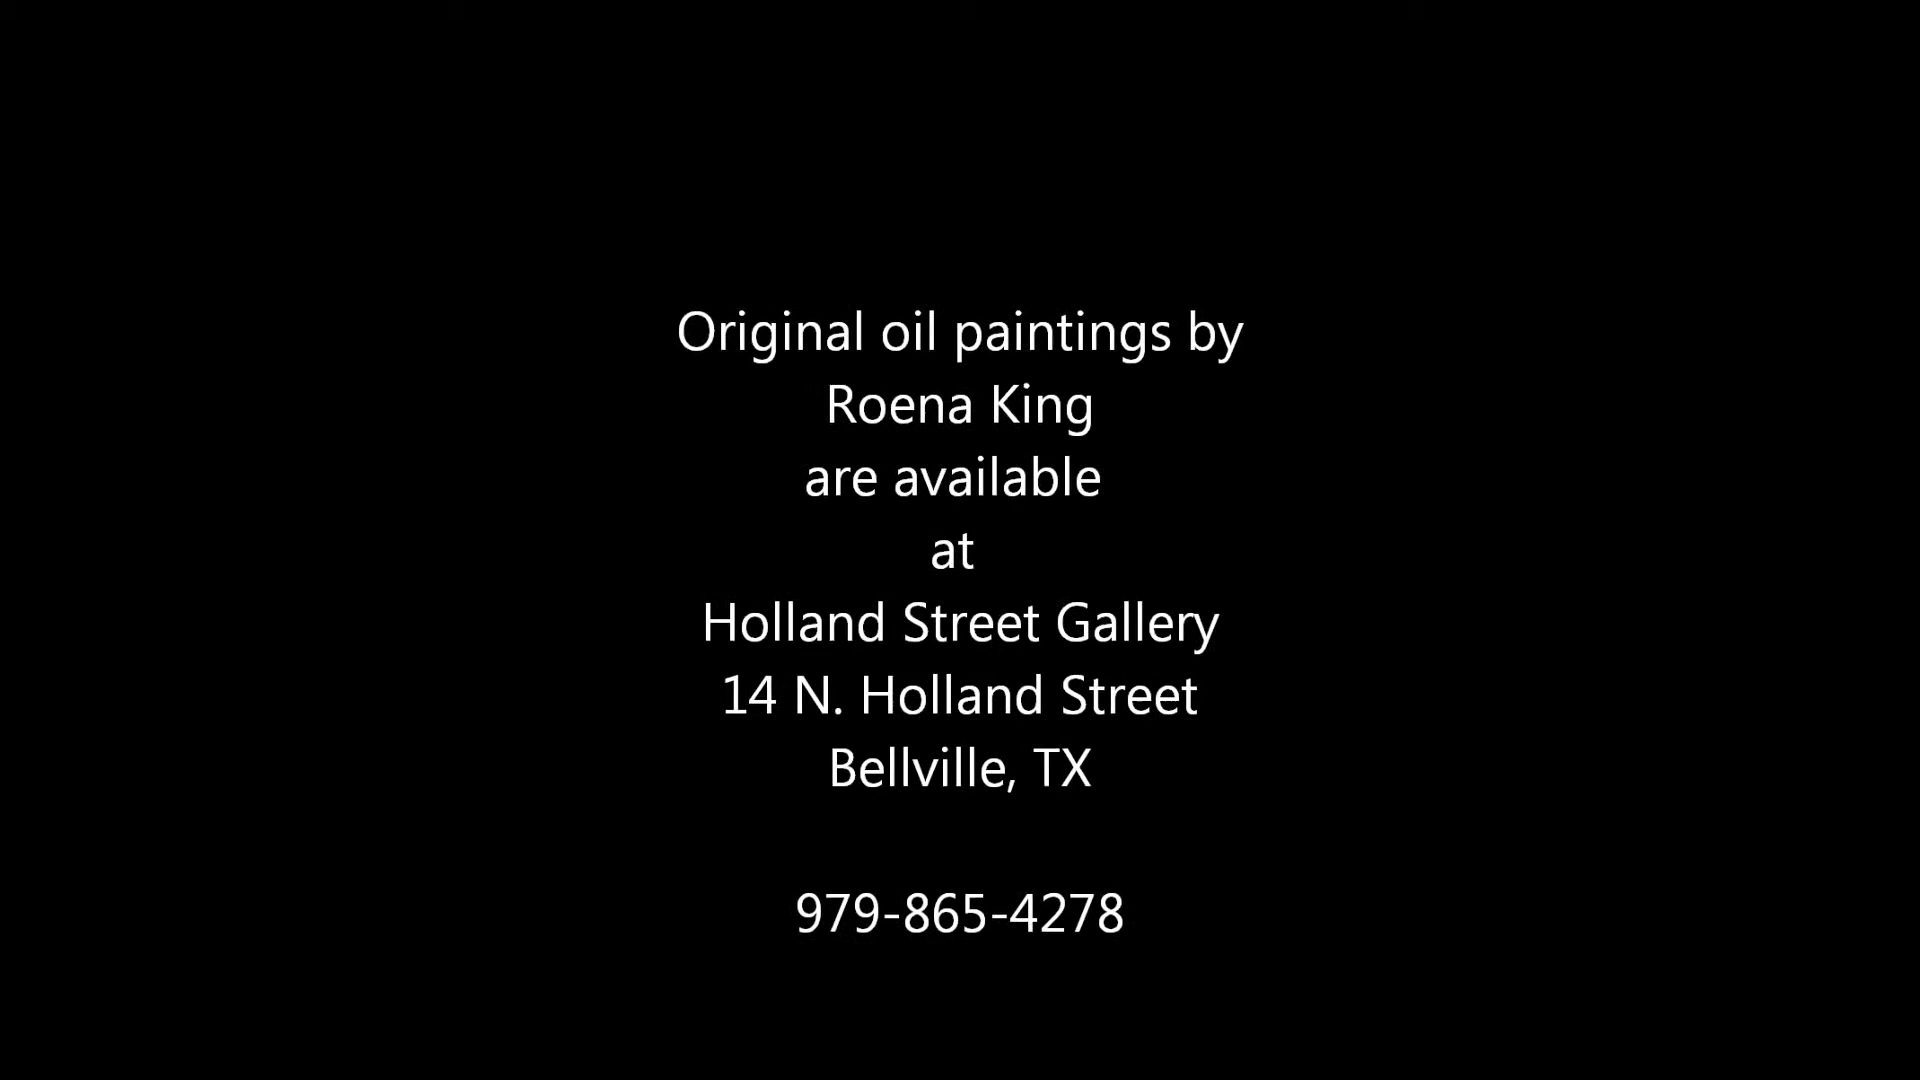 Original oil paintings by
Roena King
are available
at
Holland Street Gallery
14 N. Holland Street
Bellville, TX
979-865-4278